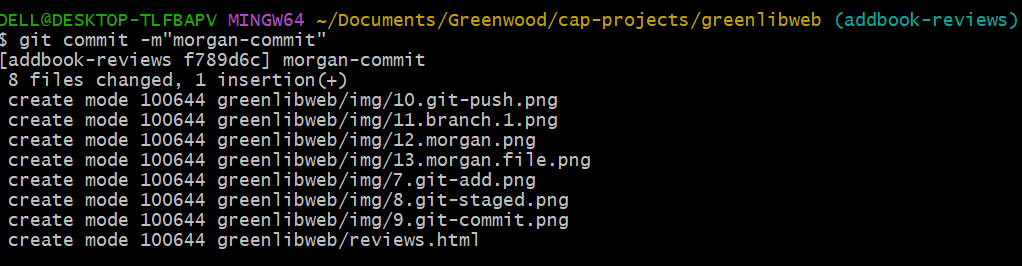 DELL@DESKTOP-TLFBAPV MINGW64 ~/Documents/Greenwood/cap-projects/greenlibweb (addbook-reviews)
$ git commit -m"morgan-commit"
[addbook-reviews f789d6c] morgan-commit
 8 files changed, 1 insertion(+)
 create mode 100644 greenlibweb/img/10.git-push.png
 create mode 100644 greenlibweb/img/11.branch.1.png
 create mode 100644 greenlibweb/img/12.morgan.png
 create mode 100644 greenlibweb/img/13.morgan.file.png
 create mode 100644 greenlibweb/img/7.git-add.png
 create mode 100644 greenlibweb/img/8.git-staged.png
 create mode 100644 greenlibweb/img/9.git-commit.png
 create mode 100644 greenlibweb/reviews.html